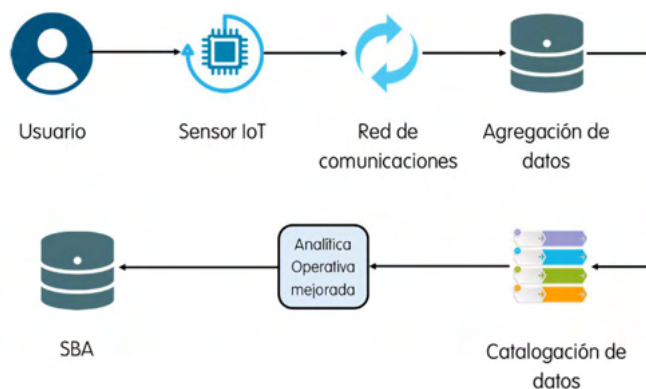 Usuario
Sensor IoT
Red de
comunicaciones
Agregación de
datos
SBA
Analítica
Operativa
mejorada
Catalogación de
datos